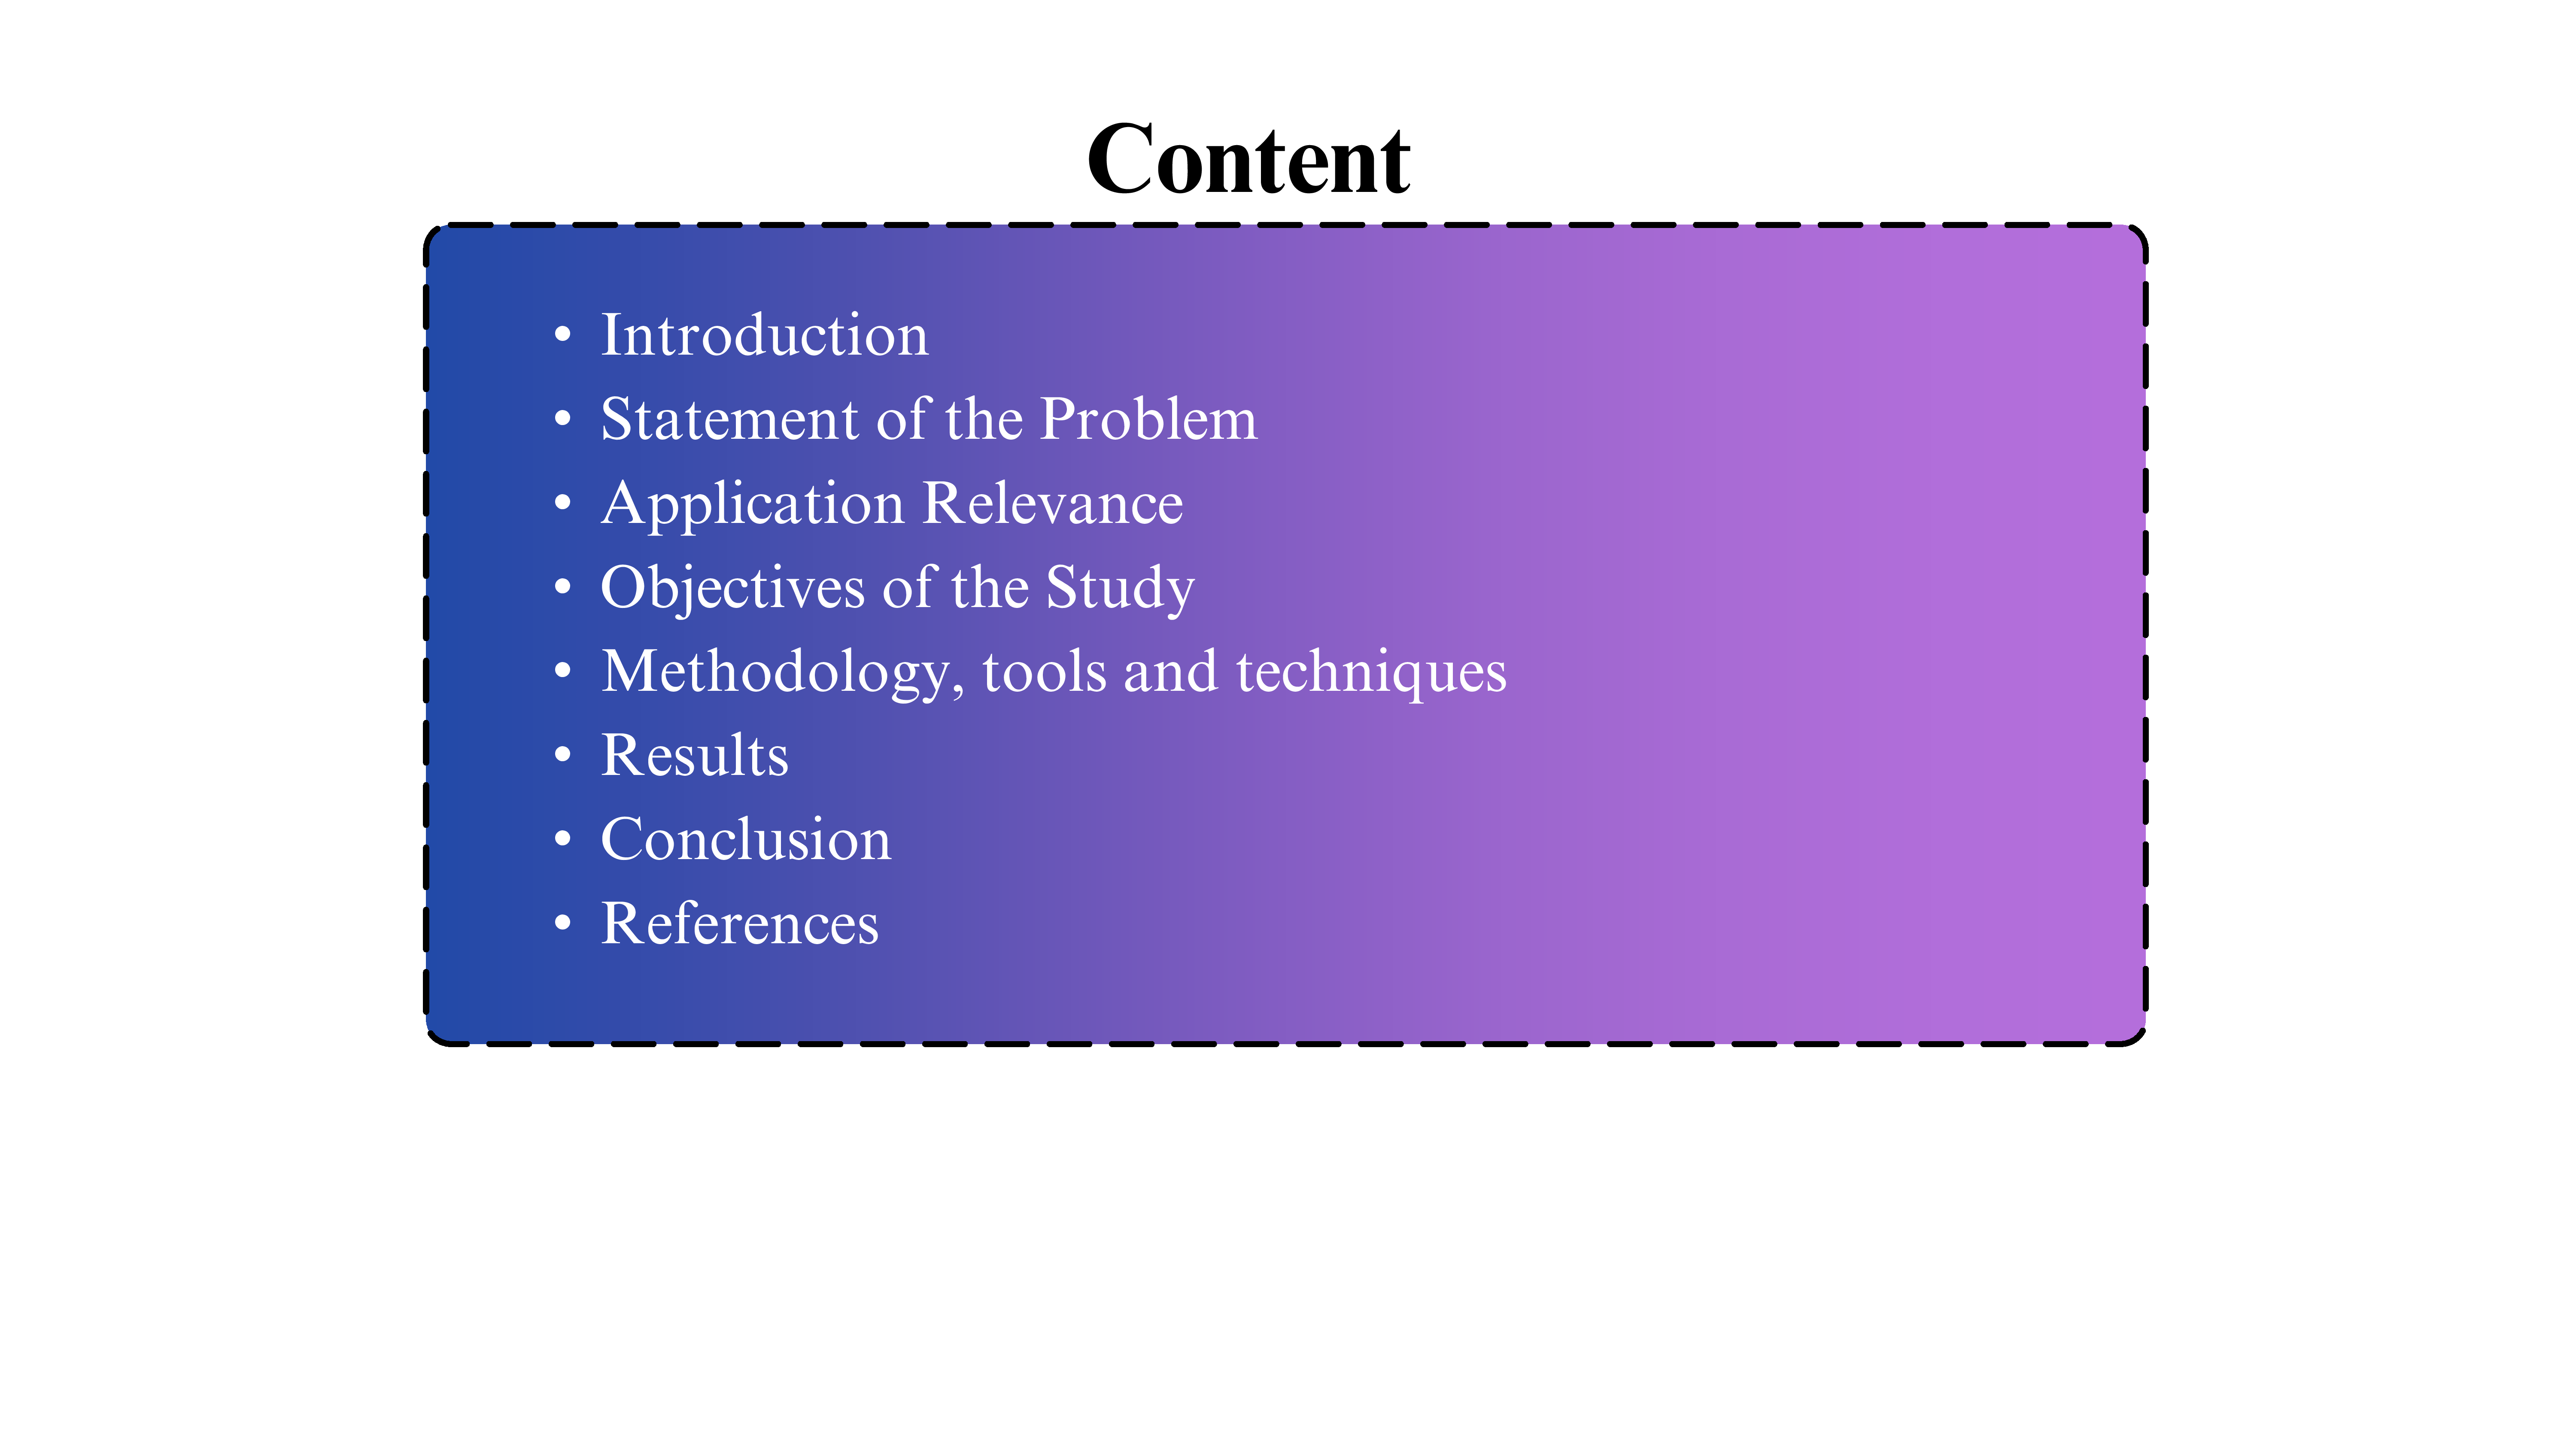 Content
• Introduction
• Statement of the Problem
• Application Relevance
• Objectives of the Study
• Methodology, tools and techniques
• Results
• Conclusion
• References